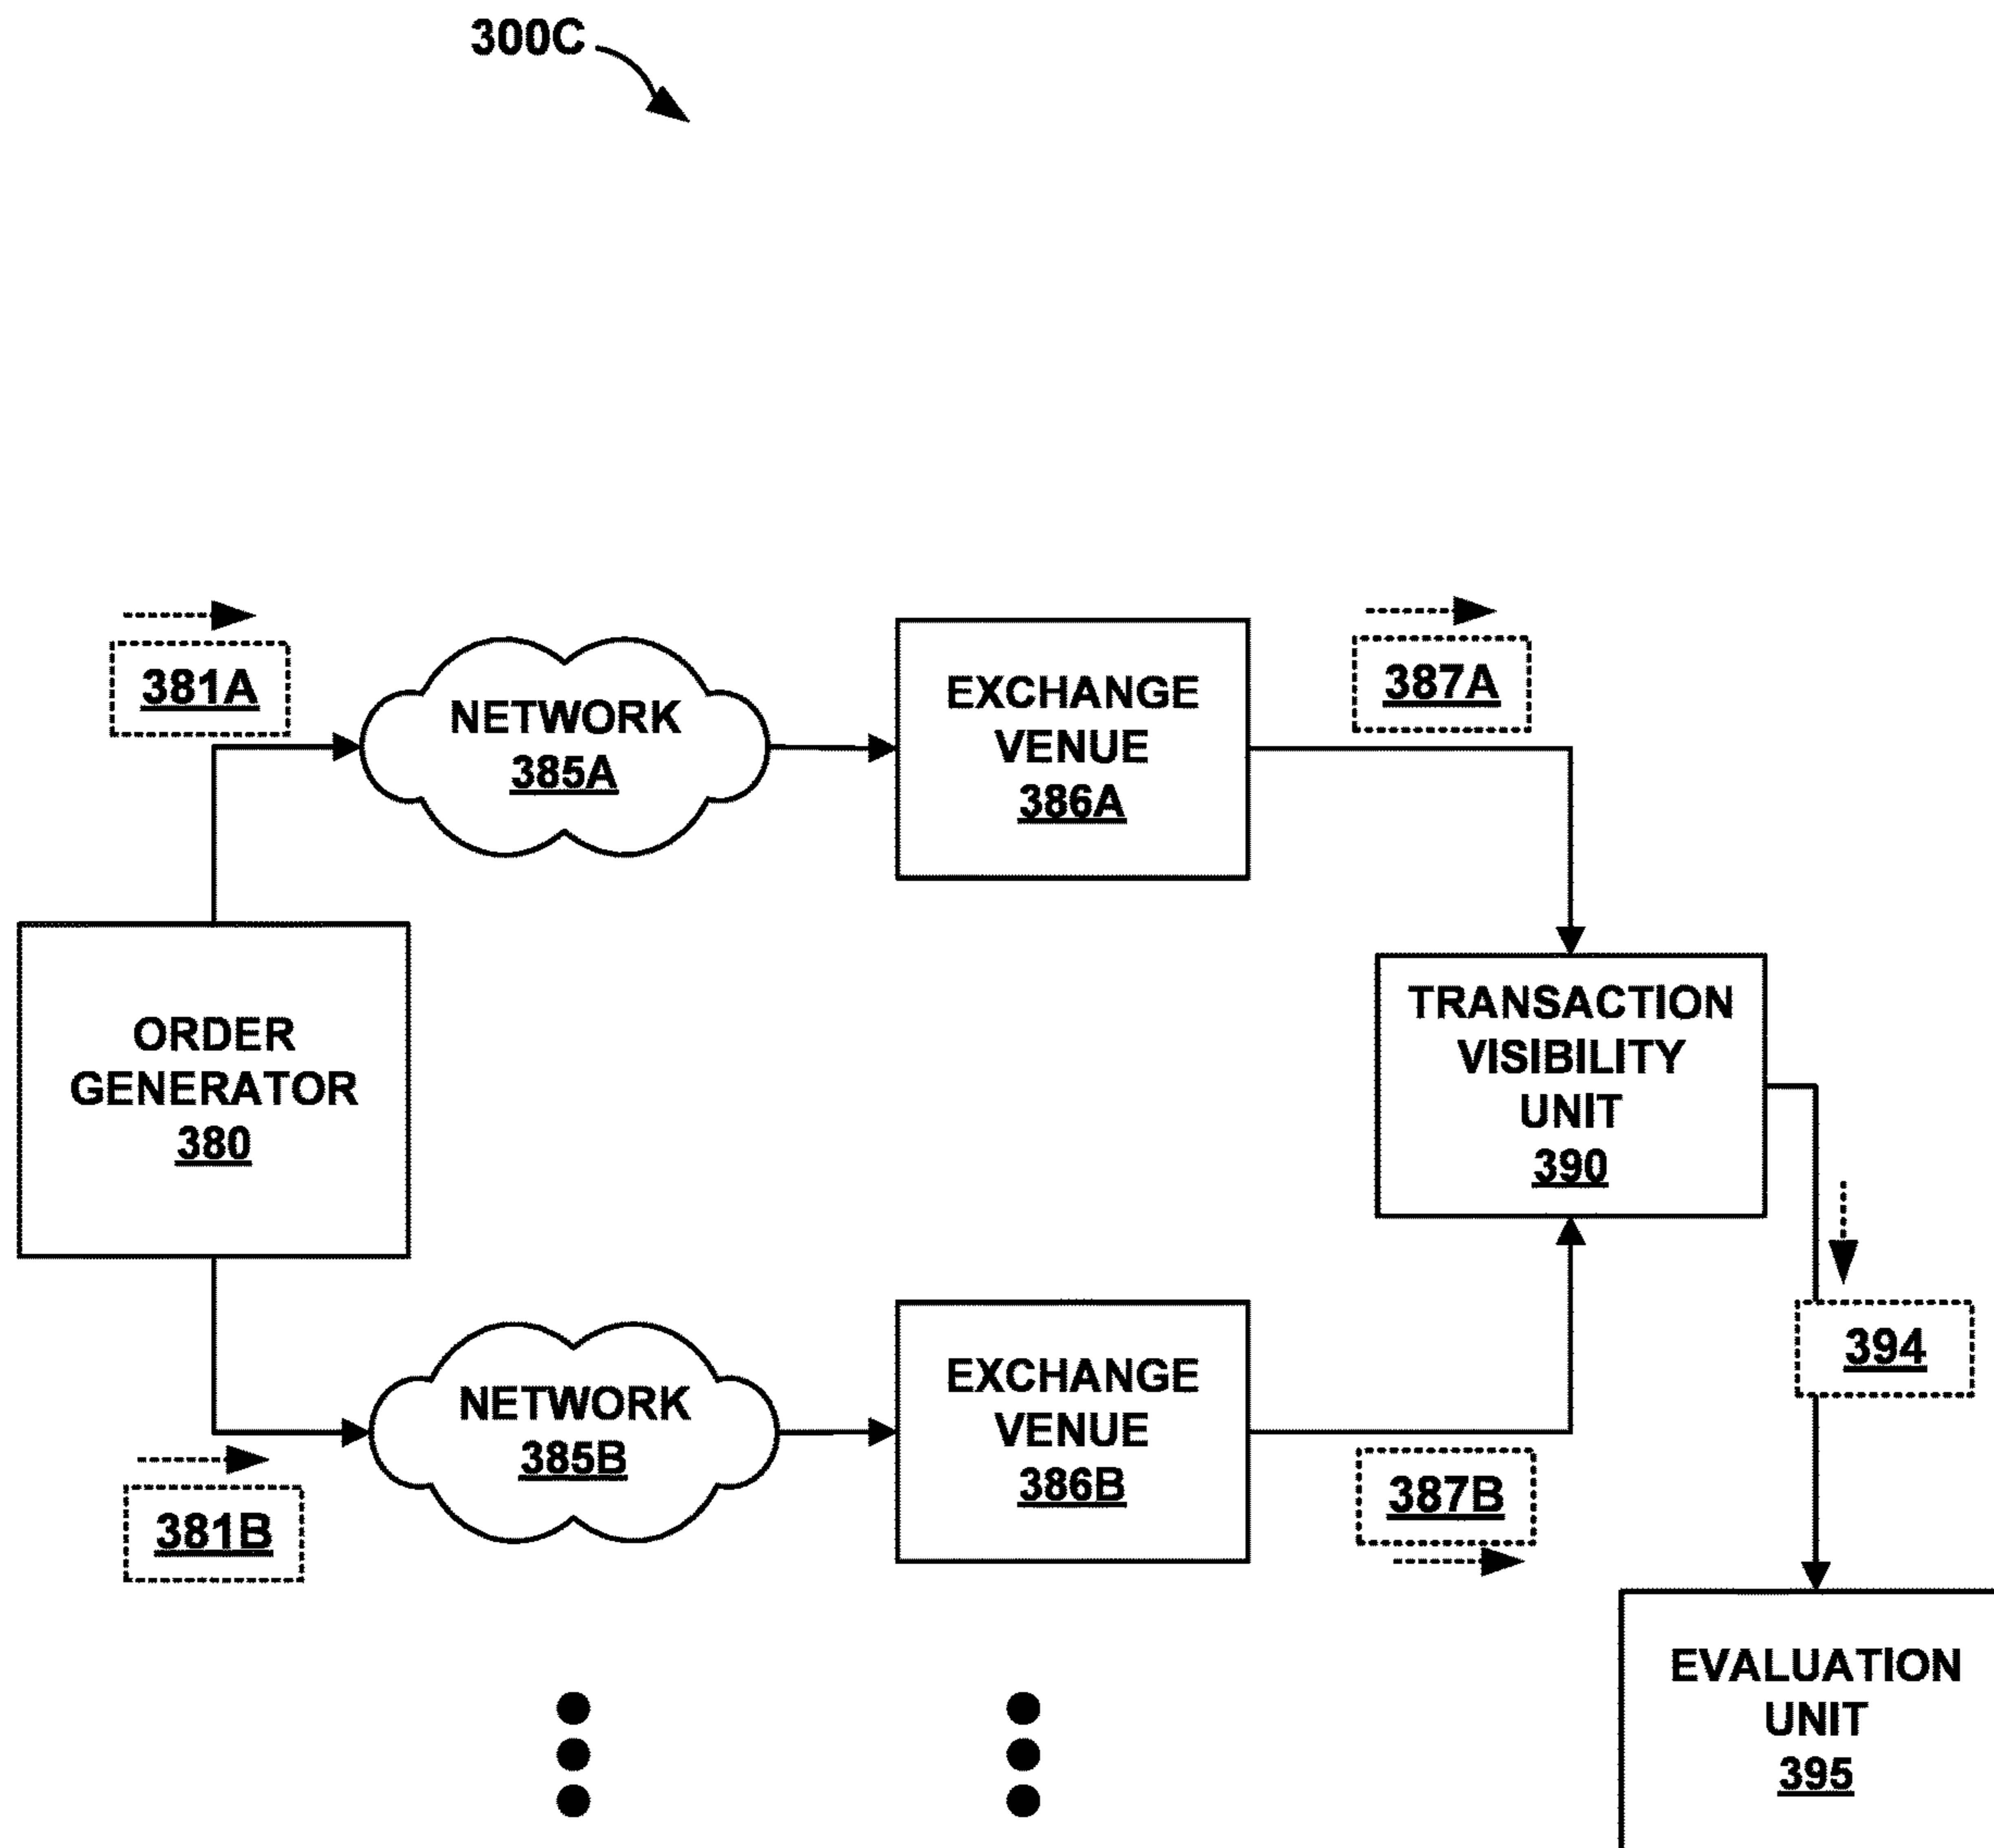 300C
381A
387A
NETWORK
385A
EXCHANGE
VENUE
386A
ORDER
GENERATOR
380
TRANSACTION
VISIBILITY
UNIT
390
NETWORK
385B
EXCHANGE
VENUE
386B
394
381B
387B
EVALUATION
UNIT
395